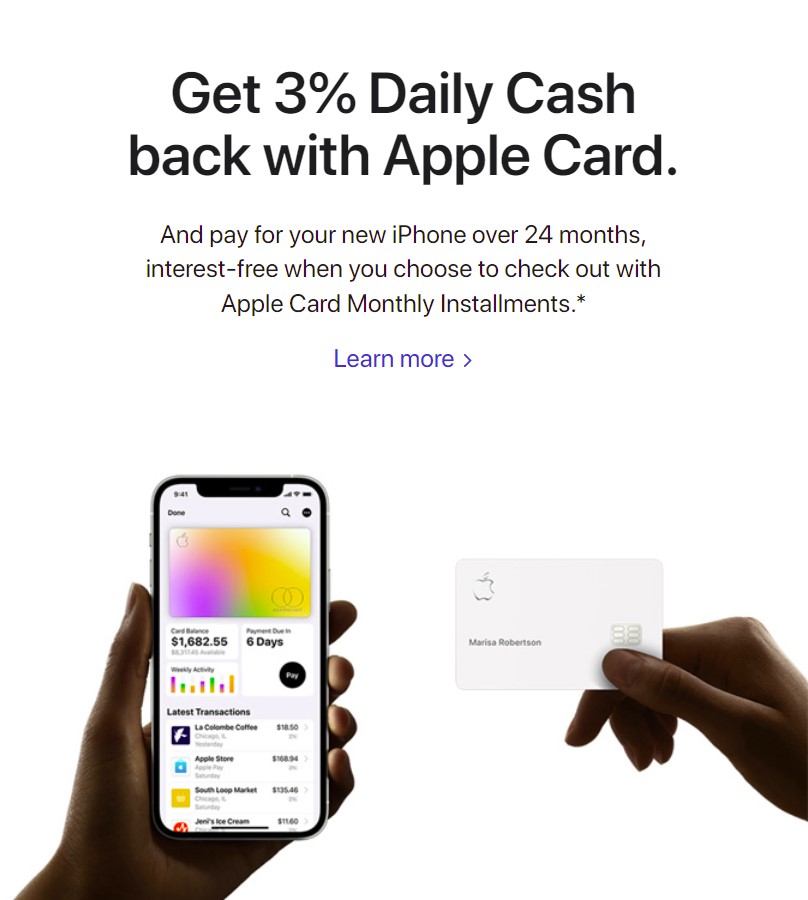 Get 3% Daily Cash
back with Apple Card.
And pay for your new iPhone over 24 months,
interest-free when you choose to check out with
Apple Card Monthly Installments.*
Learn more >
9:41
Done
Card Balance
$1,682.55
$8,317.45 Available
Payment Due In
6 Days
Weekly Activity
Pay
Latest Transactions
La Colombe Coffee $18.50
Chicago, IL
Yesterday
Apple Store $168.94
Apple Pay
Saturday
South Loop Market $135.46
Chicago, IL
Saturday
Jeni's Ice Cream $11.60
Marisa Robertson